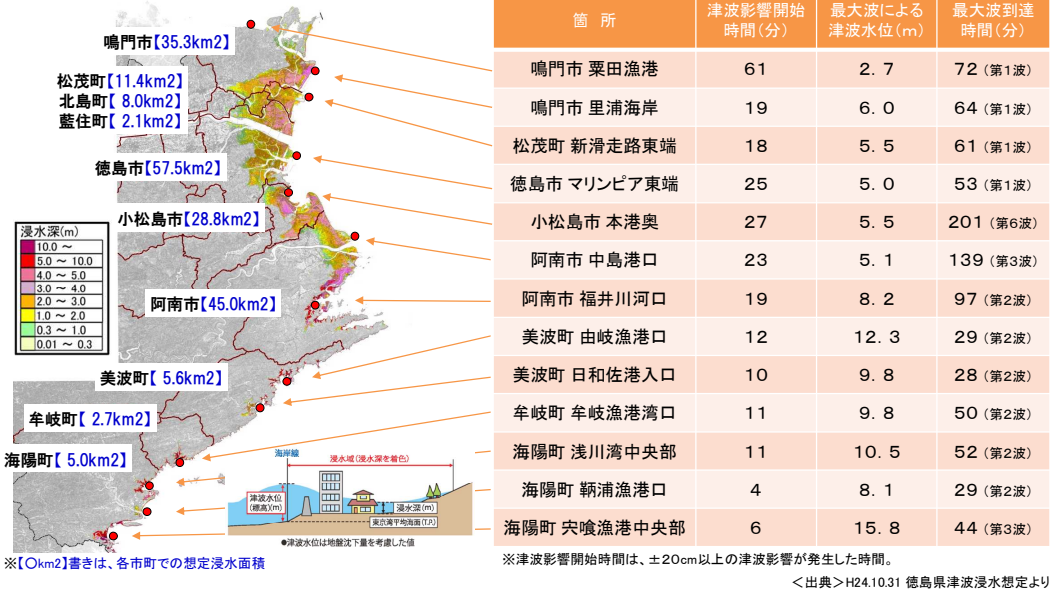 鳴門市【35.3km2】
松茂町【11.4km2】
北島町【 8.0km2】
藍住町【 2.1km2】
徳島市【57.5km2】
小松島市【28.8km2】
阿南市【45.0km2】
美波町【 5.6km2】
牟岐町【 2.7km2】
海陽町【 5.0km2】
浸水深(m)
10.0 ～
5.0 ～ 10.0
4.0 ～ 5.0
3.0 ～ 4.0
2.0 ～ 3.0
1.0 ～ 2.0
0.3 ～ 1.0
0.01 ～ 0.3
海岸線
浸水域(浸水深を着色)
津波水位
(標高)(m)
浸水深(m)
東京湾平均海面(T.P.)
●津波水位は地盤沈下量を考慮した値
※【〇km2】書きは、各市町での想定浸水面積
箇 所 津波影響開始時間(分) 最大波による津波水位(m) 最大波到達時間(分)
鳴門市 粟田漁港 61 2.7 72 (第1波)
鳴門市 里浦海岸 19 6.0 64 (第1波)
松茂町 新滑走路東端 18 5.5 61 (第1波)
徳島市 マリンピア東端 25 5.0 53 (第1波)
小松島市 本港奥 27 5.5 201 (第6波)
阿南市 中島港口 23 5.1 139 (第3波)
阿南市 福井川河口 19 8.2 97 (第2波)
美波町 由岐漁港口 12 12.3 29 (第2波)
美波町 日和佐港入口 10 9.8 28 (第2波)
牟岐町 牟岐漁港湾口 11 9.8 50 (第2波)
海陽町 浅川湾中央部 11 10.5 52 (第2波)
海陽町 鞆浦漁港口 4 8.1 29 (第2波)
海陽町 宍喰漁港中央部 6 15.8 44 (第3波)
※津波影響開始時間は、±20cm以上の津波影響が発生した時間。
＜出典＞H24.10.31 徳島県津波浸水想定より